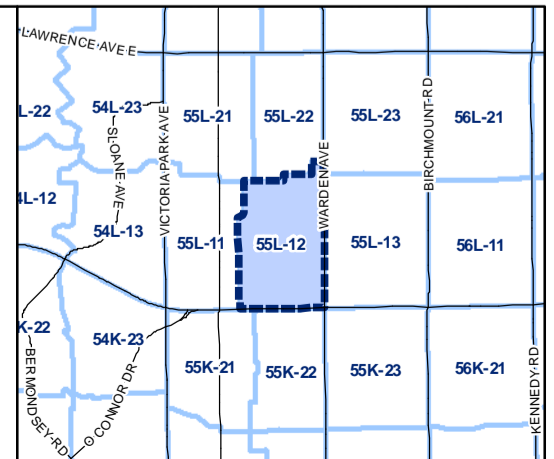 LAWRENCE AVE E
L-22
54L-23
55L-21
55L-22
55L-23
56L-21
SLOANE AVE
VICTORIA PARK AVE
WARDEN AVE
BIRCHMOUNT RD
4L-12
54L-13
55L-11
55L-12
55L-13
56L-11
K-22
54K-23
55K-21
55K-22
55K-23
56K-21
BERMONDSEY RD
O CONNOR DR
KENNEDY RD